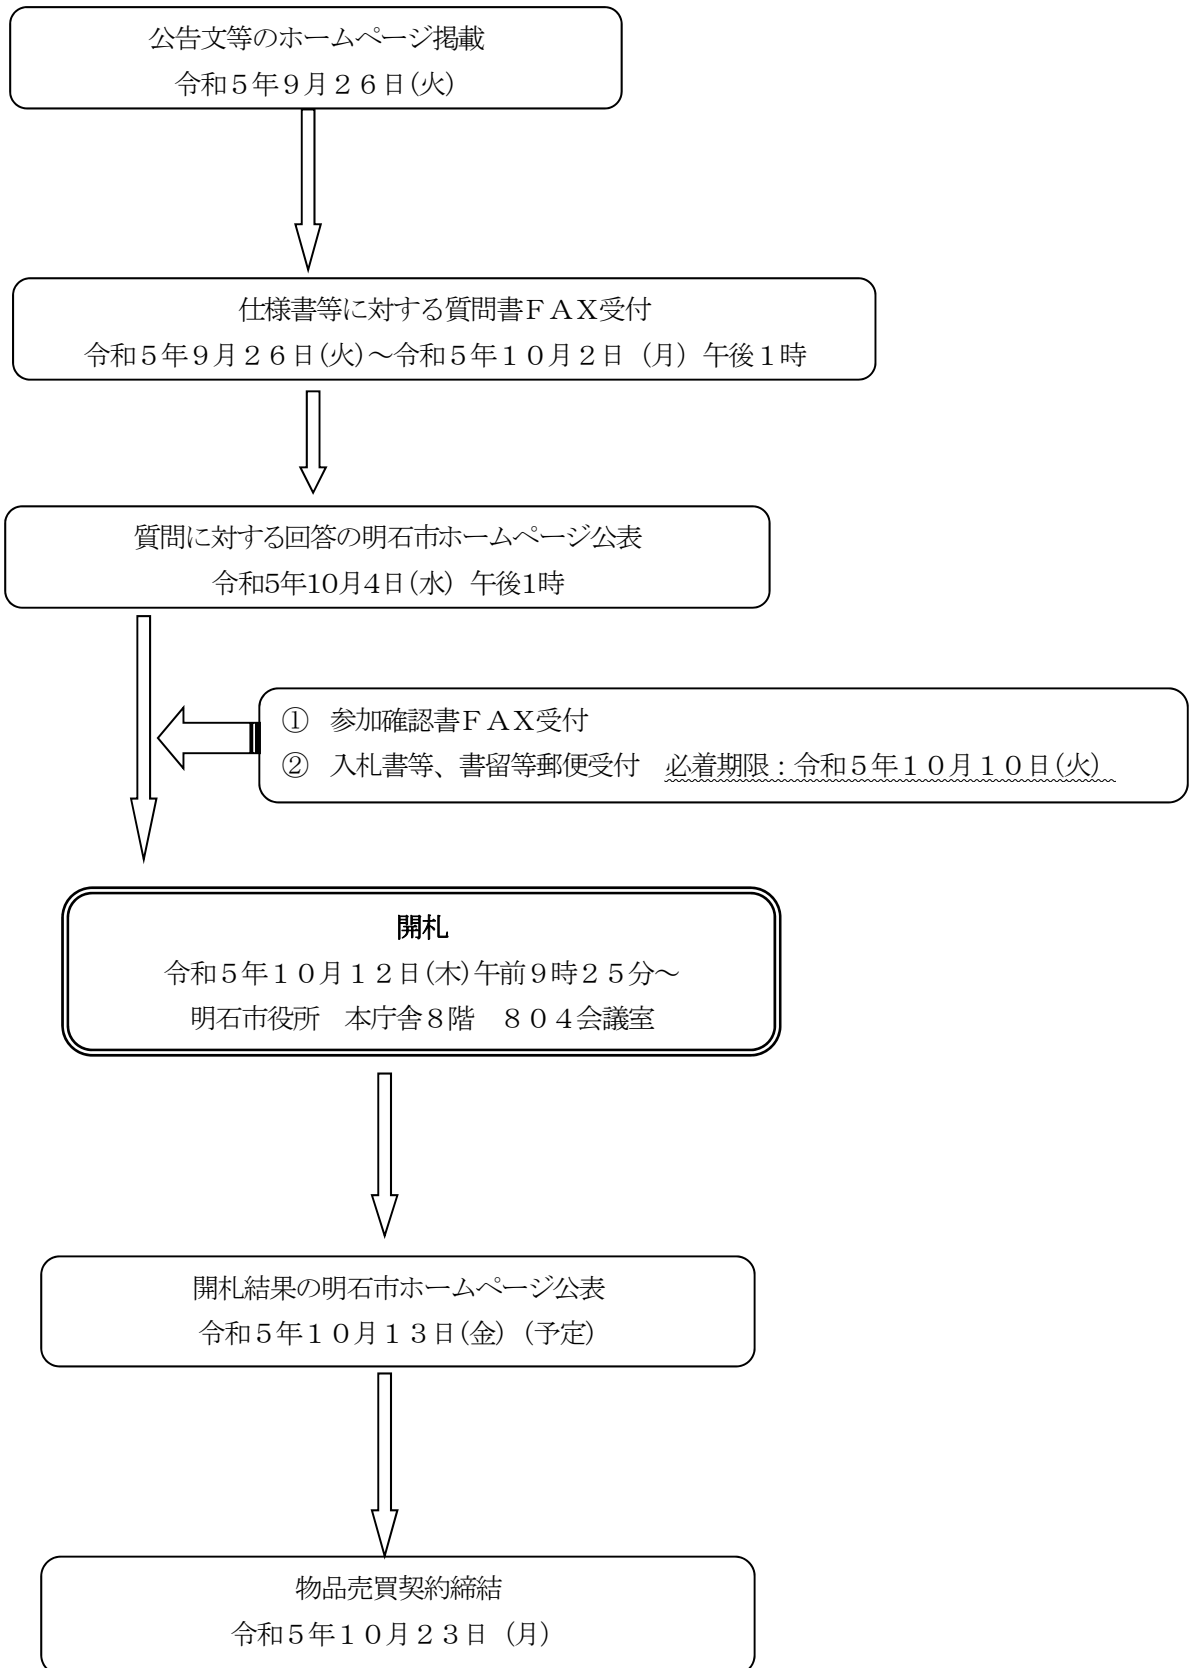 公告文等のホームページ掲載
令和５年９月２６日(火)
仕様書等に対する質問書ＦＡＸ受付
令和５年９月２６日(火)～令和５年１０月２日（月）午後１時
質問に対する回答の明石市ホームページ公表
令和5年10月4日(水）午後1時
①　参加確認書ＦＡＸ受付
②　入札書等、書留等郵便受付　必着期限：令和５年１０月１０日(火）
開札
令和５年１０月１２日(木)午前９時２５分～
明石市役所　本庁舎８階　８０４会議室
開札結果の明石市ホームページ公表
令和５年１０月１３日(金)（予定）
物品売買契約締結
令和５年１０月２３日（月）